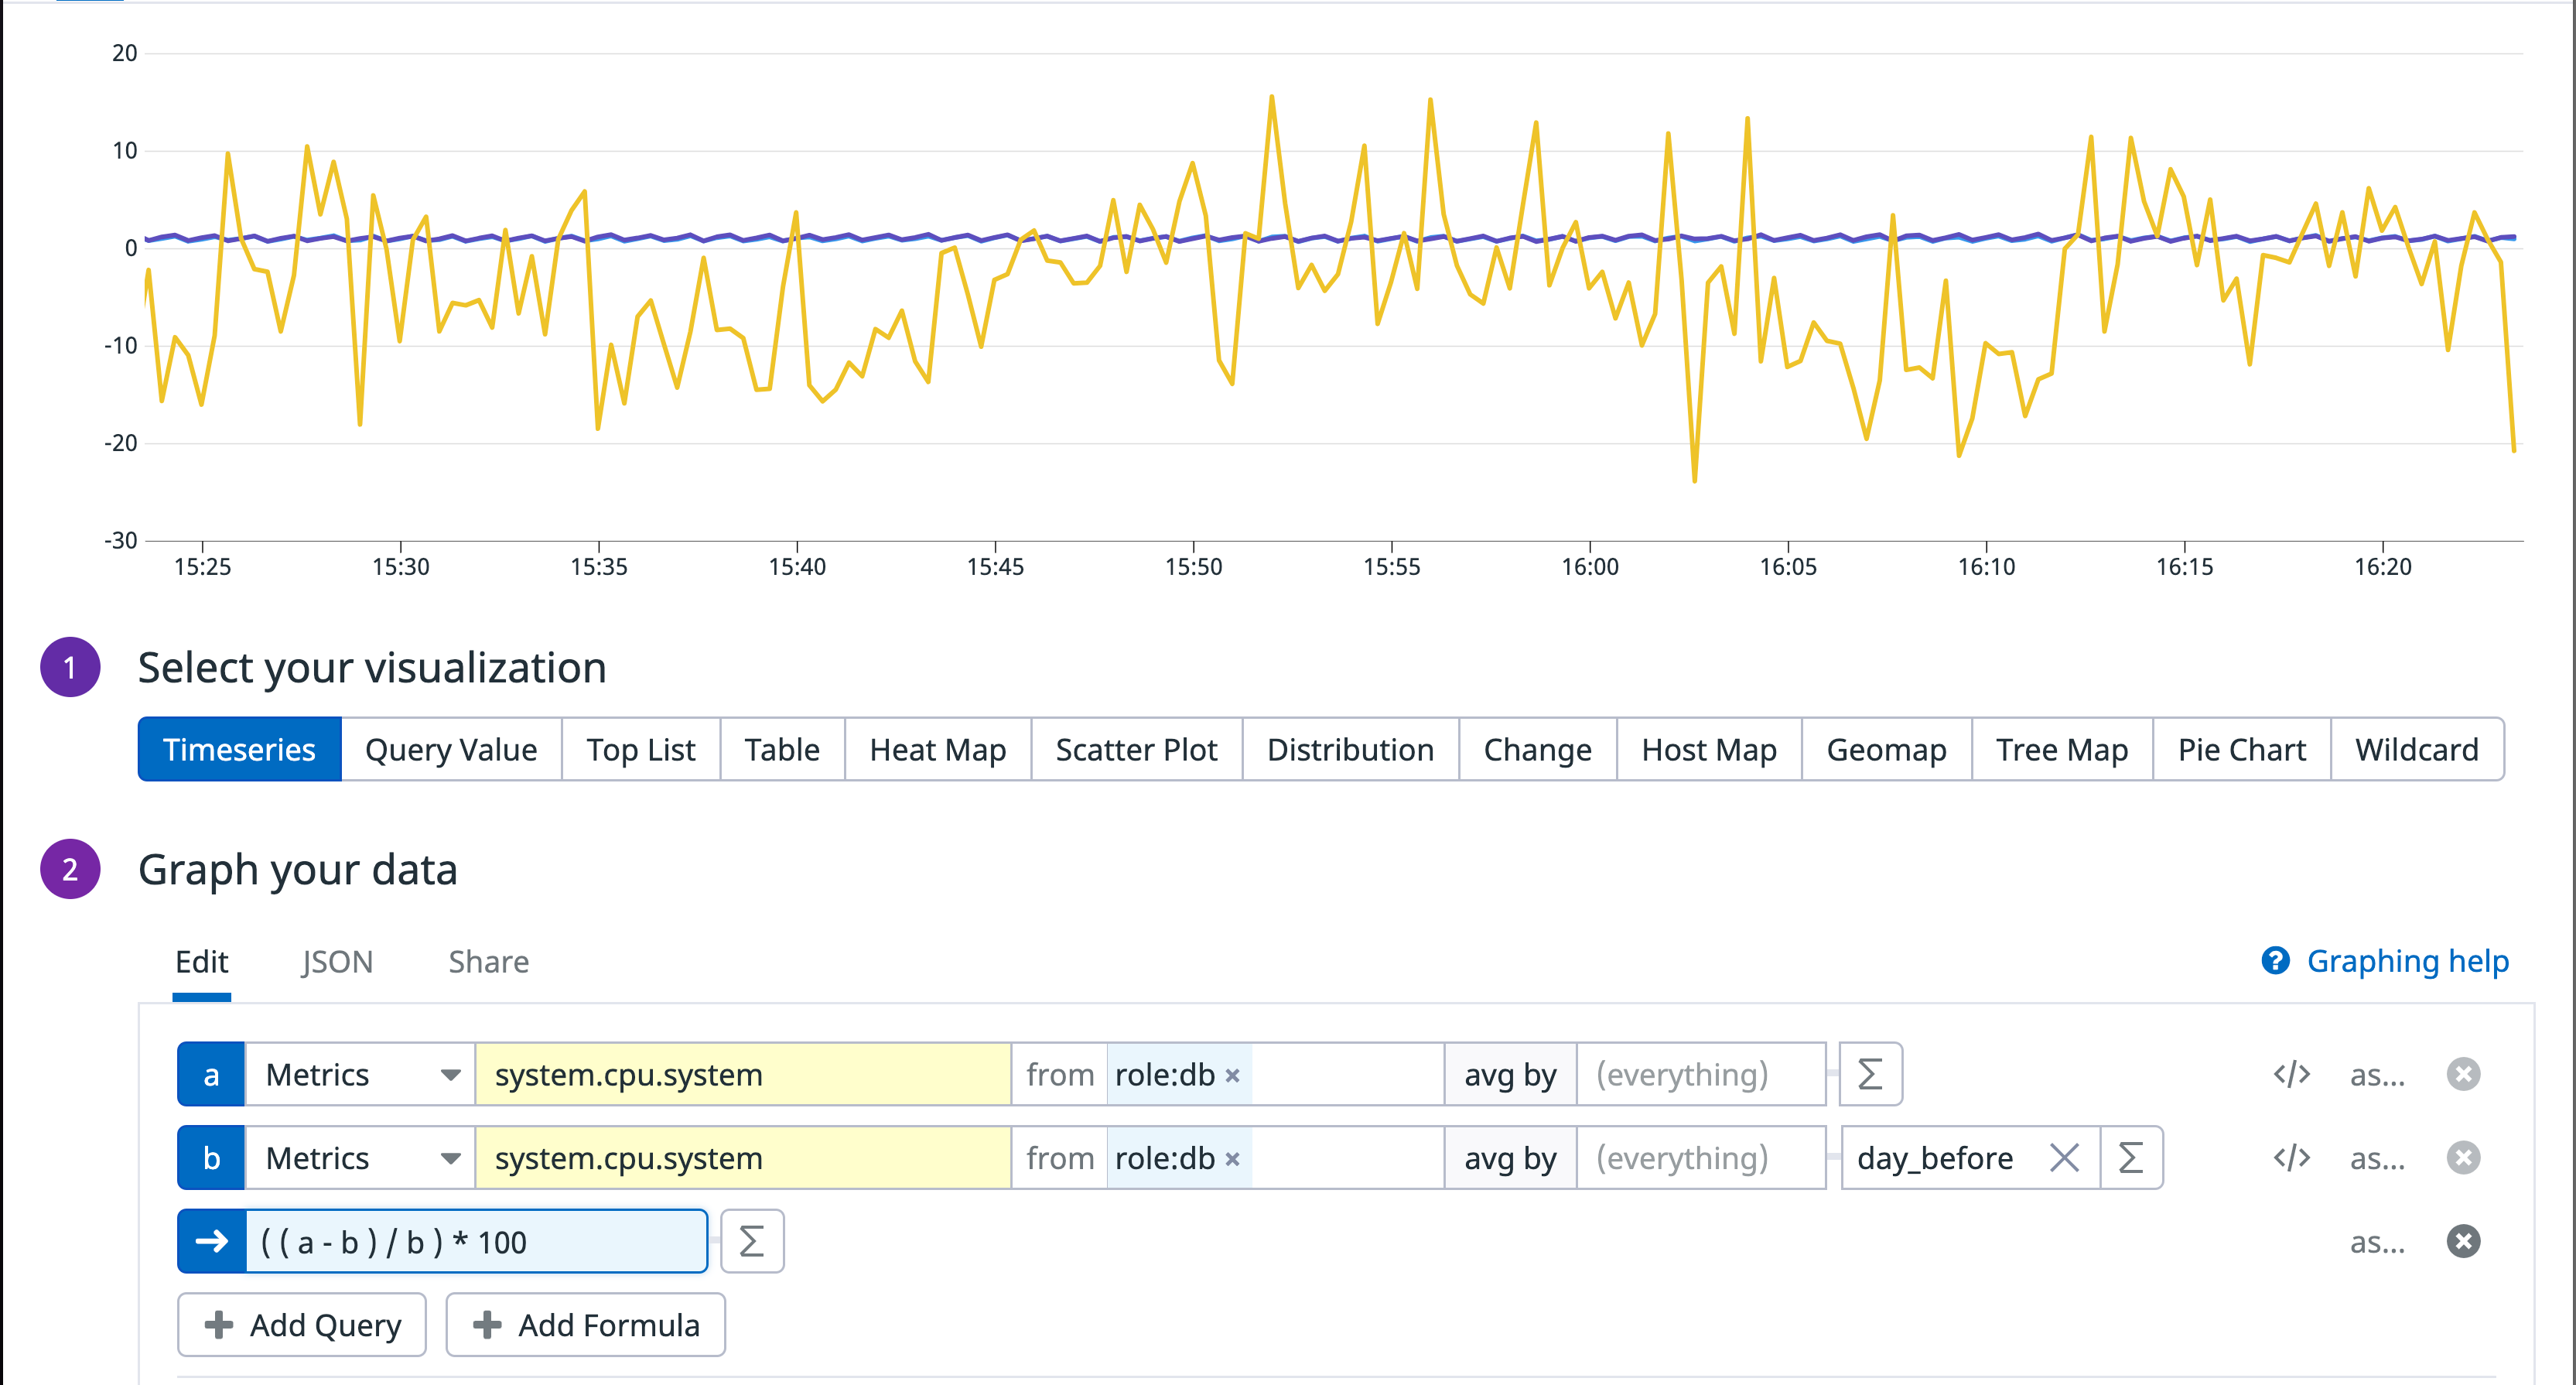 20
10
0
-10
-20
-30
15:25 15:30 15:35 15:40 15:45 15:50 15:55 16:00 16:05 16:10 16:15 16:20
1 Select your visualization
Timeseries Query Value Top List Table Heat Map Scatter Plot Distribution Change Host Map Geomap Tree Map Pie Chart Wildcard
2 Graph your data
Edit JSON Share ? Graphing help
a Metrics system.cpu.system from role:db × avg by (everything) Σ </> as...
b Metrics system.cpu.system from role:db × avg by (everything) day_before Σ </> as...
( ( a - b ) / b ) * 100 Σ as...
Add Query Add Formula